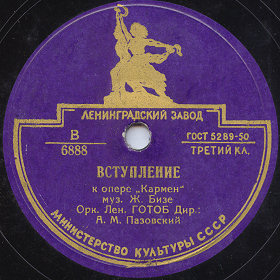 ЛЕНИНГРАДСКИЙ ЗАВОД
В
6888
ГОСТ 5289-50
ТРЕТИЙ КЛ.
ВСТУПЛЕНИЕ
к опере „Кармен"
муз. Ж. Бизе
Орк. Лен. ГОТОБ Дир.:
А. М. Пазовский
МИНИСТЕРСТВО КУЛЬТУРЫ СССР